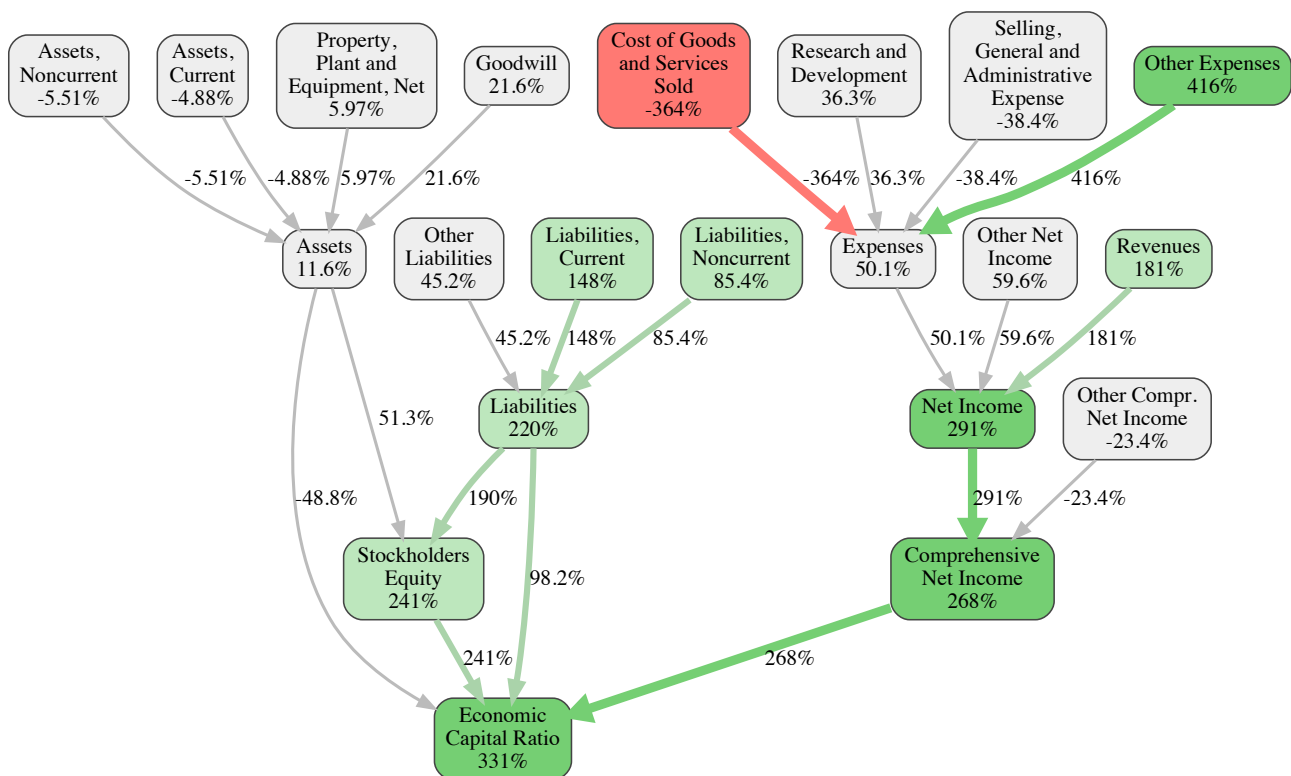 Assets,
Noncurrent
-5.51%
Assets,
Current
-4.88%
Property,
Plant and
Equipment, Net
5.97%
Goodwill
21.6%
Cost of Goods
and Services
Sold
-364%
Research and
Development
36.3%
Selling,
General and
Administrative
Expense
-38.4%
Other Expenses
416%
-5.51%
-4.88%
5.97%
21.6%
-364%
36.3%
-38.4%
416%
Assets
11.6%
Other
Liabilities
45.2%
Liabilities,
Current
148%
Liabilities,
Noncurrent
85.4%
Expenses
50.1%
Other Net
Income
59.6%
Revenues
181%
45.2%
148%
85.4%
50.1%
59.6%
181%
51.3%
Liabilities
220%
Net Income
291%
Other Compr.
Net Income
-23.4%
-48.8%
190%
291%
-23.4%
Stockholders
Equity
241%
98.2%
Comprehensive
Net Income
268%
241%
268%
Economic
Capital Ratio
331%